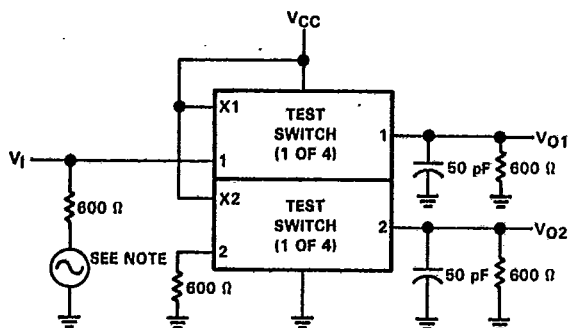 VCC
X1
TEST
SWITCH
(1 OF 4)
1
VO1
VI
1
50 pF
600 Ω
X2
600 Ω
TEST
SWITCH
(1 OF 4)
2
VO2
SEE NOTE
2
600 Ω
50 pF
600 Ω